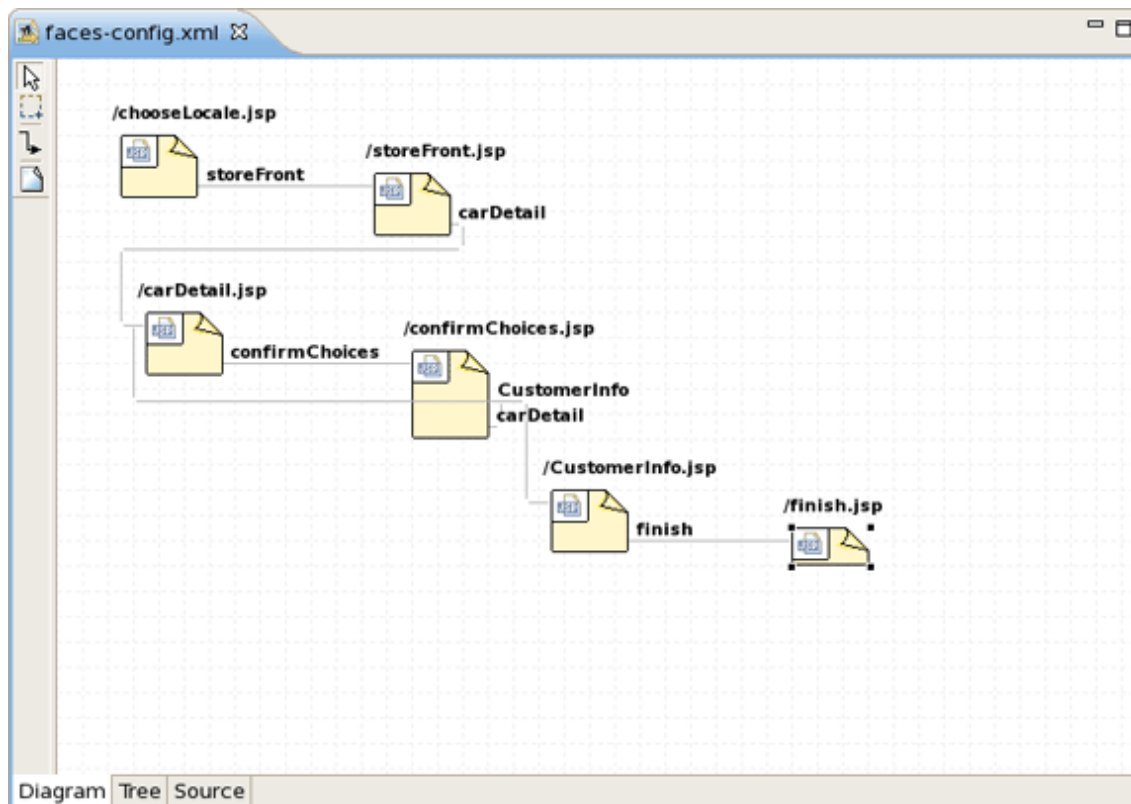 faces-config.xml
/chooseLocale.jsp
storeFront
/storeFront.jsp
carDetail
/carDetail.jsp
confirmChoices
/confirmChoices.jsp
CustomerInfo
carDetail
/CustomerInfo.jsp
finish
/finish.jsp
Diagram Tree Source